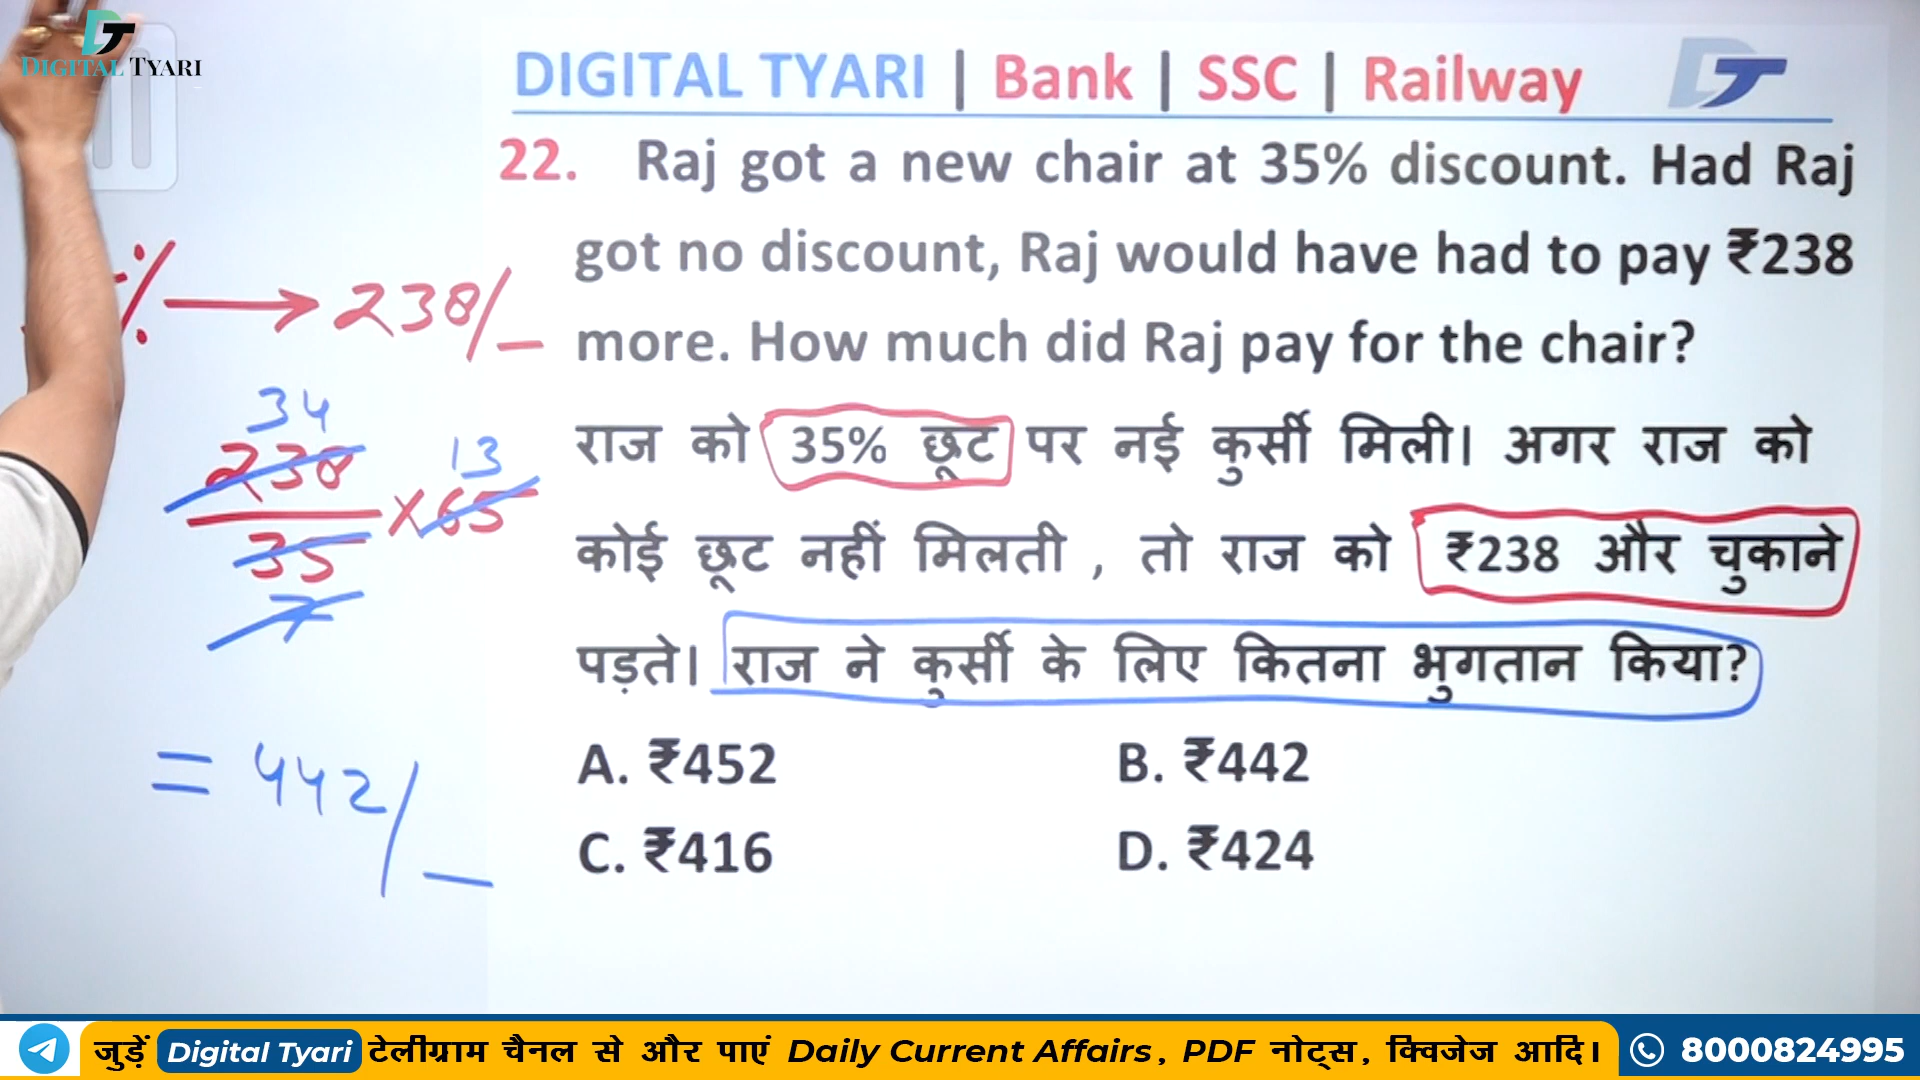 DIGITAL TYARI
DIGITAL TYARI | Bank | SSC | Railway
22. Raj got a new chair at 35% discount. Had Raj
got no discount, Raj would have had to pay ₹238
more. How much did Raj pay for the chair?
राज को 35% छूट पर नई कुर्सी मिली। अगर राज को
कोई छूट नहीं मिलती , तो राज को ₹238 और चुकाने
पड़ते। राज ने कुर्सी के लिए कितना भुगतान किया?
A. ₹452 B. ₹442
C. ₹416 D. ₹424
% → 238/_
34
238 13
× 65
35
7
= 442/_
जुड़ें Digital Tyari टेलीग्राम चैनल से और पाएं Daily Current Affairs, PDF नोट्स, क्विजेज आदि।
8000824995